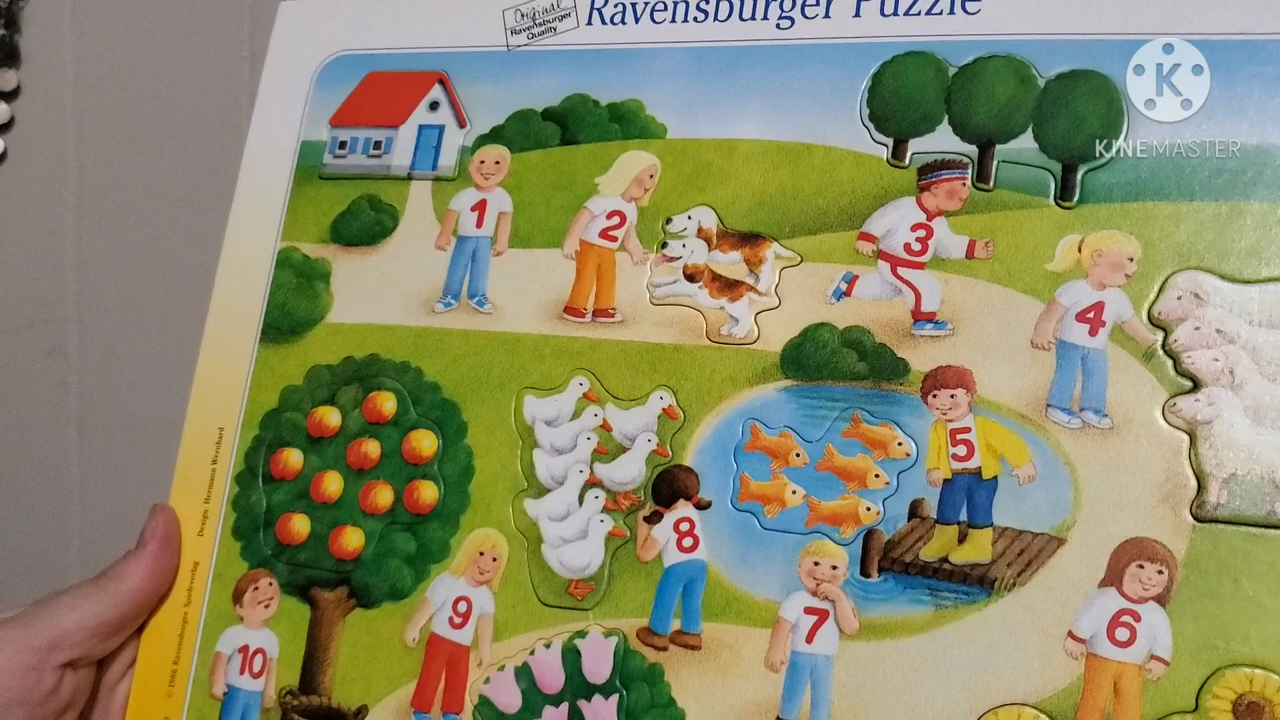 Original
Ravensburger
Quality
Ravensburger Puzzle
K
KINEMASTER
1
2
3
4
5
8
7
6
9
10
Design: Hermann Wernhard
© 1986 Ravensburger Spieleverlag